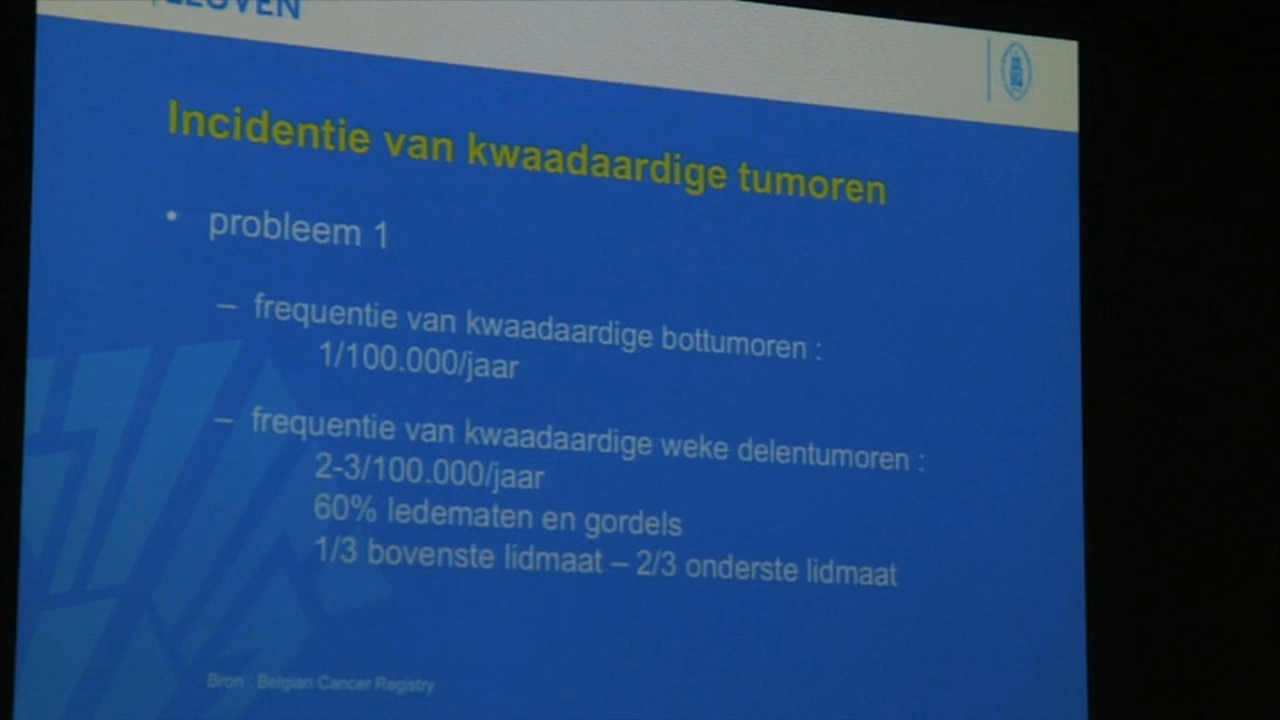 LEUVEN
Incidentie van kwaadaardige tumoren
• probleem 1
– frequentie van kwaadaardige bottumoren :
1/100.000/jaar
– frequentie van kwaadaardige weke delentumoren :
2-3/100.000/jaar
60% ledematen en gordels
1/3 bovenste lidmaat – 2/3 onderste lidmaat
Bron : Belgian Cancer Registry